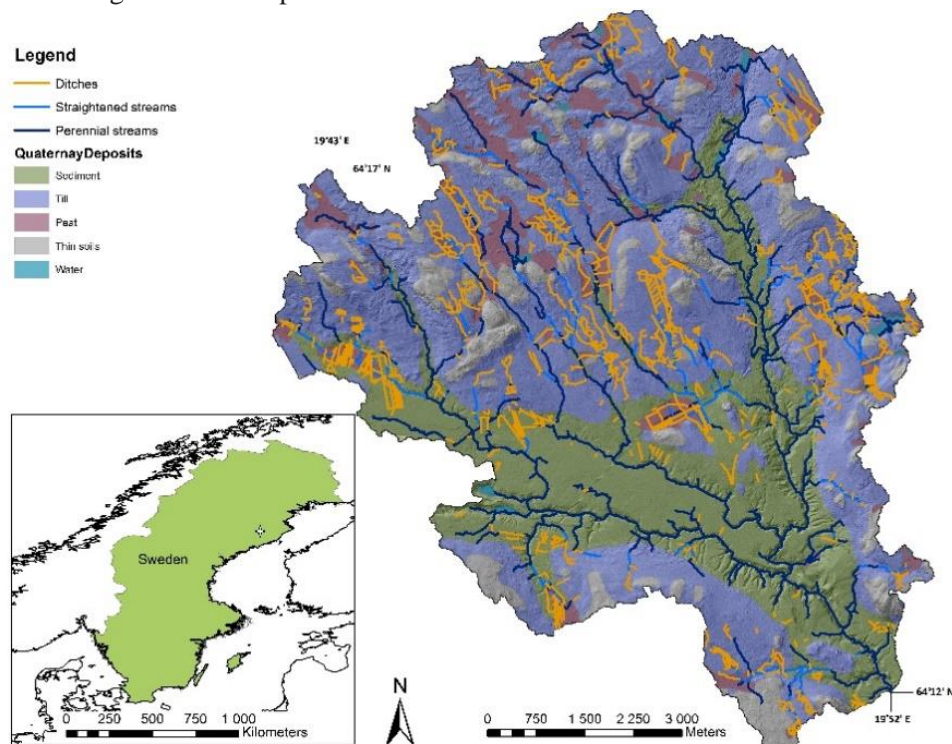 Legend
Ditches
Straightened streams
Perennial streams
QuaternayDeposits
Sediment
Till
Peat
Thin soils
Water
19°43' E
64°17' N
Sweden
0 250 500 750 1 000
Kilometers
N
0 750 1 500 2 250 3 000
Meters
64°12' N
19°52' E